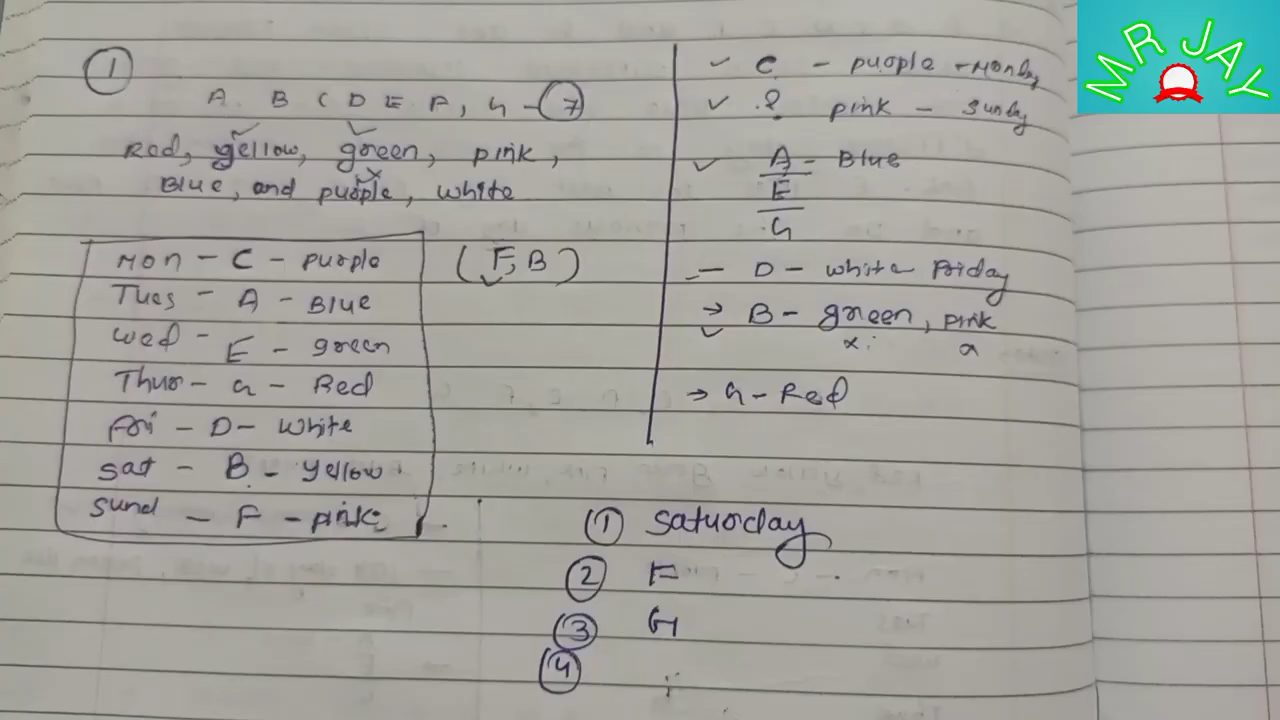 ①
A B C D E F, G - ⑦
Red, yellow, green, pink,
Blue, and purple, white
Mon - C - purple
Tues - A - Blue
wed - E - green
Thur - G - Red
Fri - D - White
Sat - B - yellow
Sund - F - pink
(F, B)
C - purple - Monday
? pink - Sunday
A - Blue
E
G
- D - white Friday
→ B - green, pink
x x
→ G - Red
① Saturday
② F
③ G
④
MR JAY